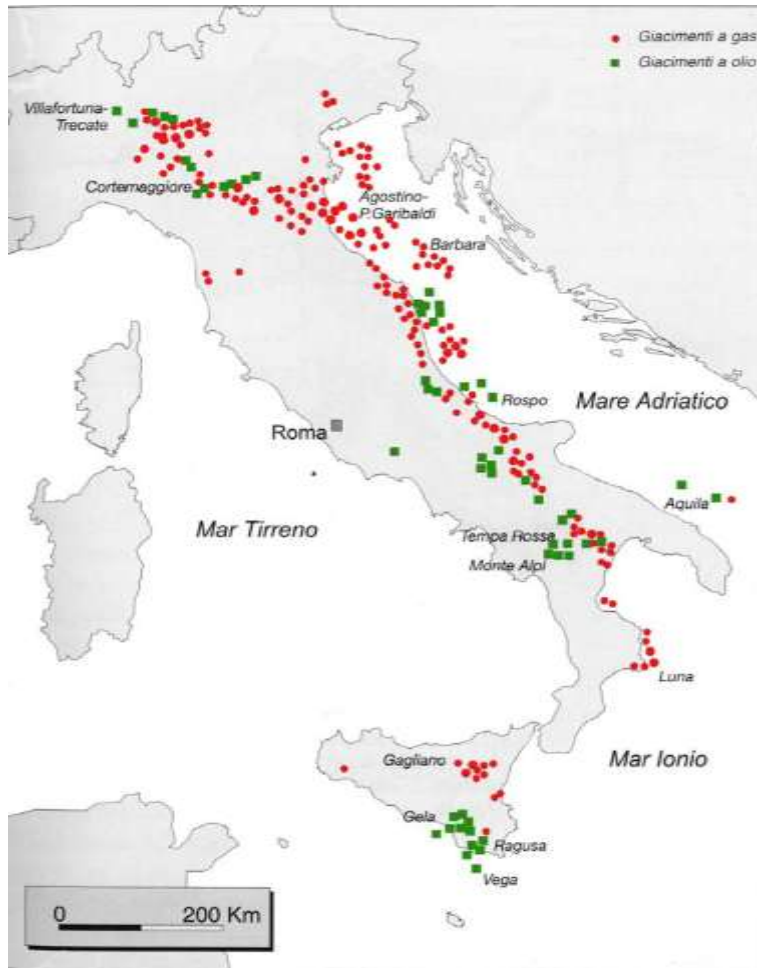 Giacimenti a gas
Giacimenti a olio
Villafortuna-
Trecate
Cortemaggiore
Agostino-
P.Garibaldi
Barbara
Rospo
Mare Adriatico
Roma
Aquila
Mar Tirreno
Tempa Rossa
Monte Alpi
Luna
Gagliano
Mar Ionio
Gela
Ragusa
Vega
0 200 Km